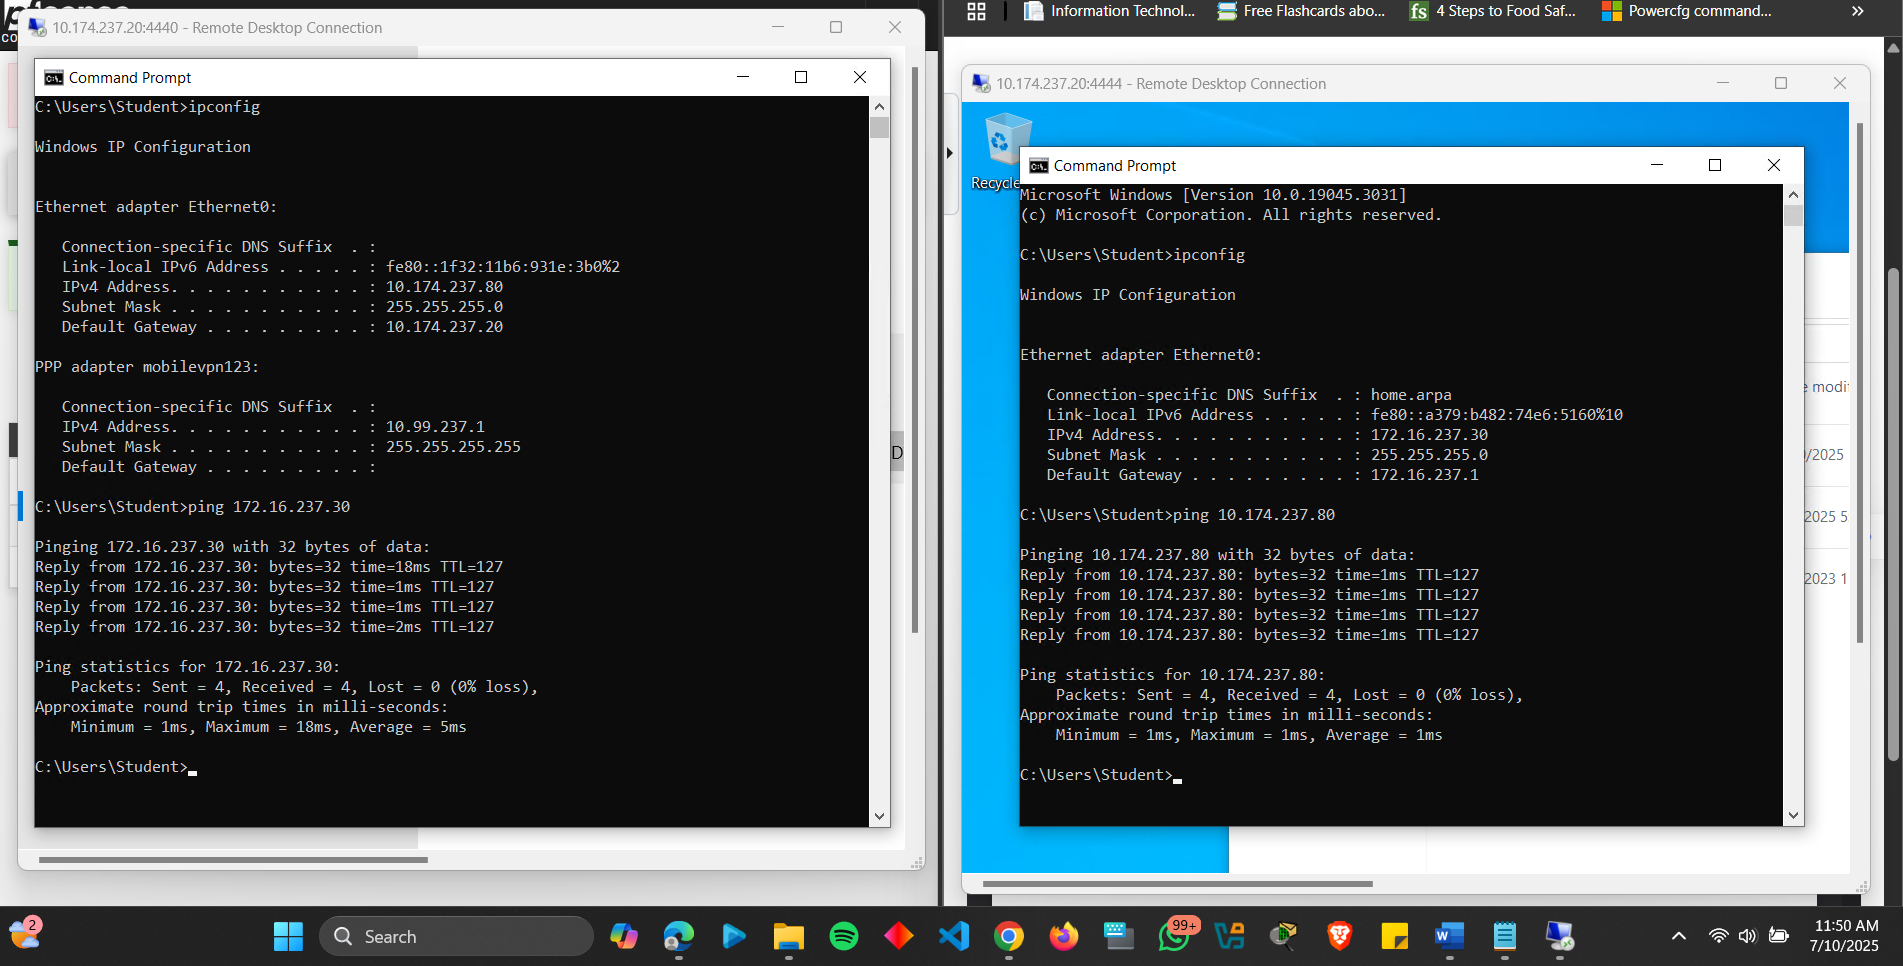 10.174.237.20:4440 - Remote Desktop Connection
Command Prompt
C:\Users\Student>ipconfig
Windows IP Configuration
Ethernet adapter Ethernet0:
Connection-specific DNS Suffix  . :
Link-local IPv6 Address . . . . . : fe80::1f32:11b6:931e:3b0%2
IPv4 Address. . . . . . . . . . . : 10.174.237.80
Subnet Mask . . . . . . . . . . . : 255.255.255.0
Default Gateway . . . . . . . . . : 10.174.237.20
PPP adapter mobilevpn123:
Connection-specific DNS Suffix  . :
IPv4 Address. . . . . . . . . . . : 10.99.237.1
Subnet Mask . . . . . . . . . . . : 255.255.255.255
Default Gateway . . . . . . . . . :
C:\Users\Student>ping 172.16.237.30
Pinging 172.16.237.30 with 32 bytes of data:
Reply from 172.16.237.30: bytes=32 time=18ms TTL=127
Reply from 172.16.237.30: bytes=32 time=1ms TTL=127
Reply from 172.16.237.30: bytes=32 time=1ms TTL=127
Reply from 172.16.237.30: bytes=32 time=2ms TTL=127
Ping statistics for 172.16.237.30:
Packets: Sent = 4, Received = 4, Lost = 0 (0% loss),
Approximate round trip times in milli-seconds:
Minimum = 1ms, Maximum = 18ms, Average = 5ms
C:\Users\Student>
D
Information Technol... Free Flashcards abo... 4 Steps to Food Saf... Powercfg command...
10.174.237.20:4444 - Remote Desktop Connection
Recycle
Command Prompt
Microsoft Windows [Version 10.0.19045.3031]
(c) Microsoft Corporation. All rights reserved.
C:\Users\Student>ipconfig
Windows IP Configuration
Ethernet adapter Ethernet0:
Connection-specific DNS Suffix  . : home.arpa
Link-local IPv6 Address . . . . . : fe80::a379:b482:74e6:5160%10
IPv4 Address. . . . . . . . . . . : 172.16.237.30
Subnet Mask . . . . . . . . . . . : 255.255.255.0
Default Gateway . . . . . . . . . : 172.16.237.1
C:\Users\Student>ping 10.174.237.80
Pinging 10.174.237.80 with 32 bytes of data:
Reply from 10.174.237.80: bytes=32 time=1ms TTL=127
Reply from 10.174.237.80: bytes=32 time=1ms TTL=127
Reply from 10.174.237.80: bytes=32 time=1ms TTL=127
Reply from 10.174.237.80: bytes=32 time=1ms TTL=127
Ping statistics for 10.174.237.80:
Packets: Sent = 4, Received = 4, Lost = 0 (0% loss),
Approximate round trip times in milli-seconds:
Minimum = 1ms, Maximum = 1ms, Average = 1ms
C:\Users\Student>
e modi
/2025
2025 5
2023 1
2
Search
99+
11:50 AM
7/10/2025